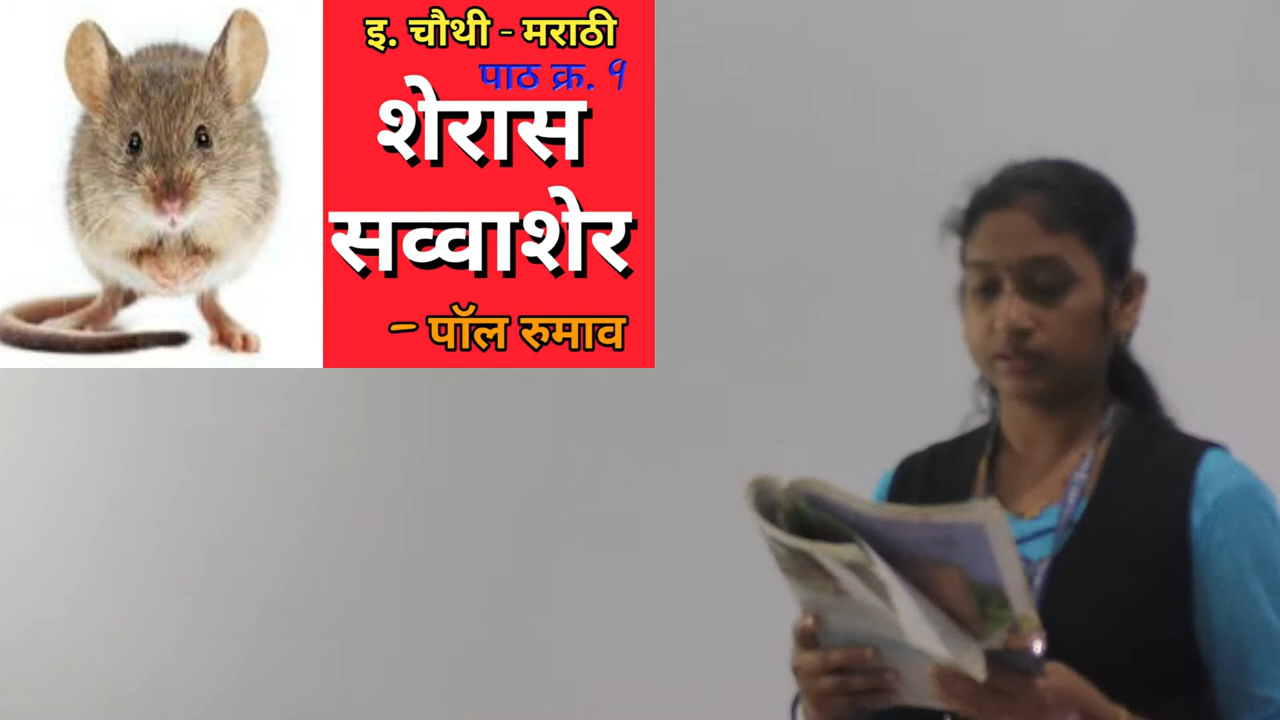 इ. चौथी - मराठी
पाठ क्र. १
शेरास
सव्वाशेर
- पॉल रुमाव